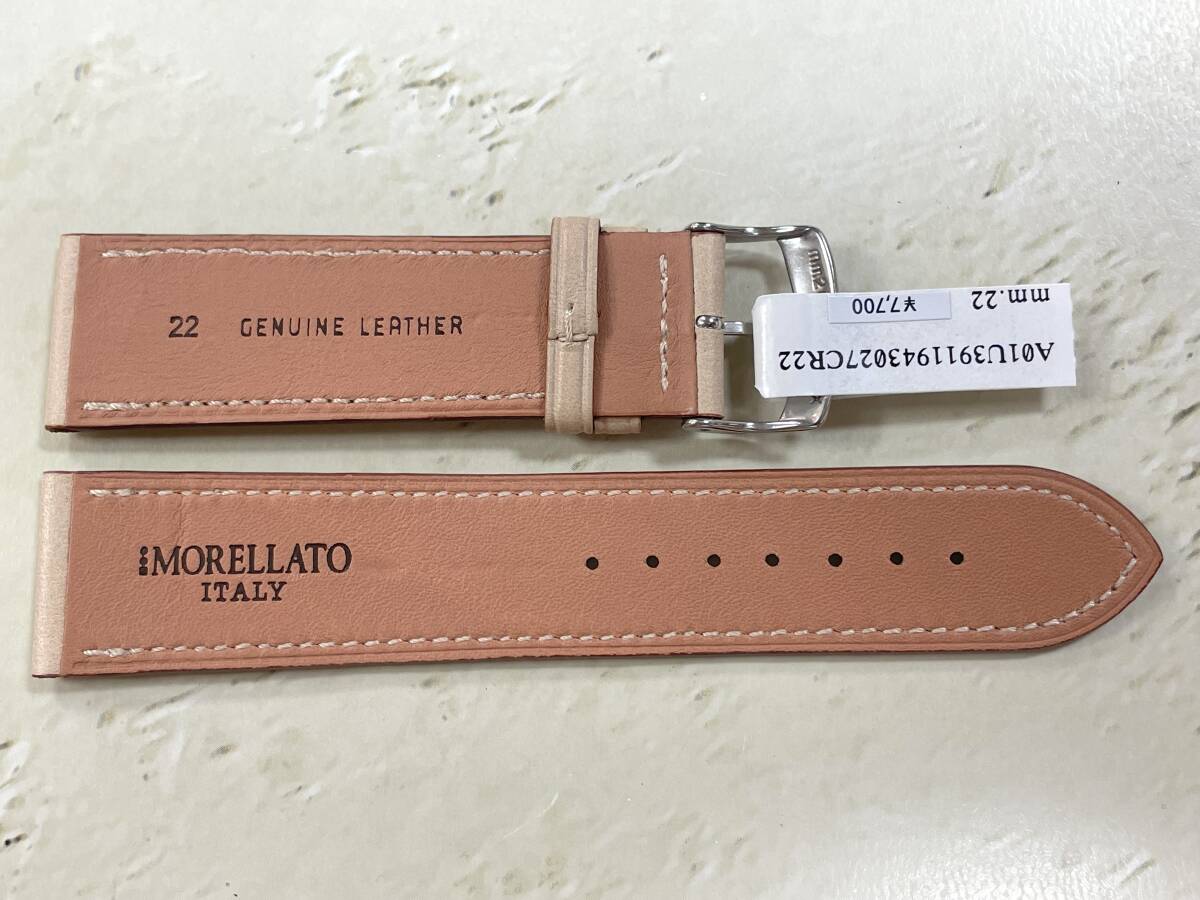 22 GENUINE LEATHER
MORELLATO
ITALY
A01U3911943027CR22
mm.22
¥7,700